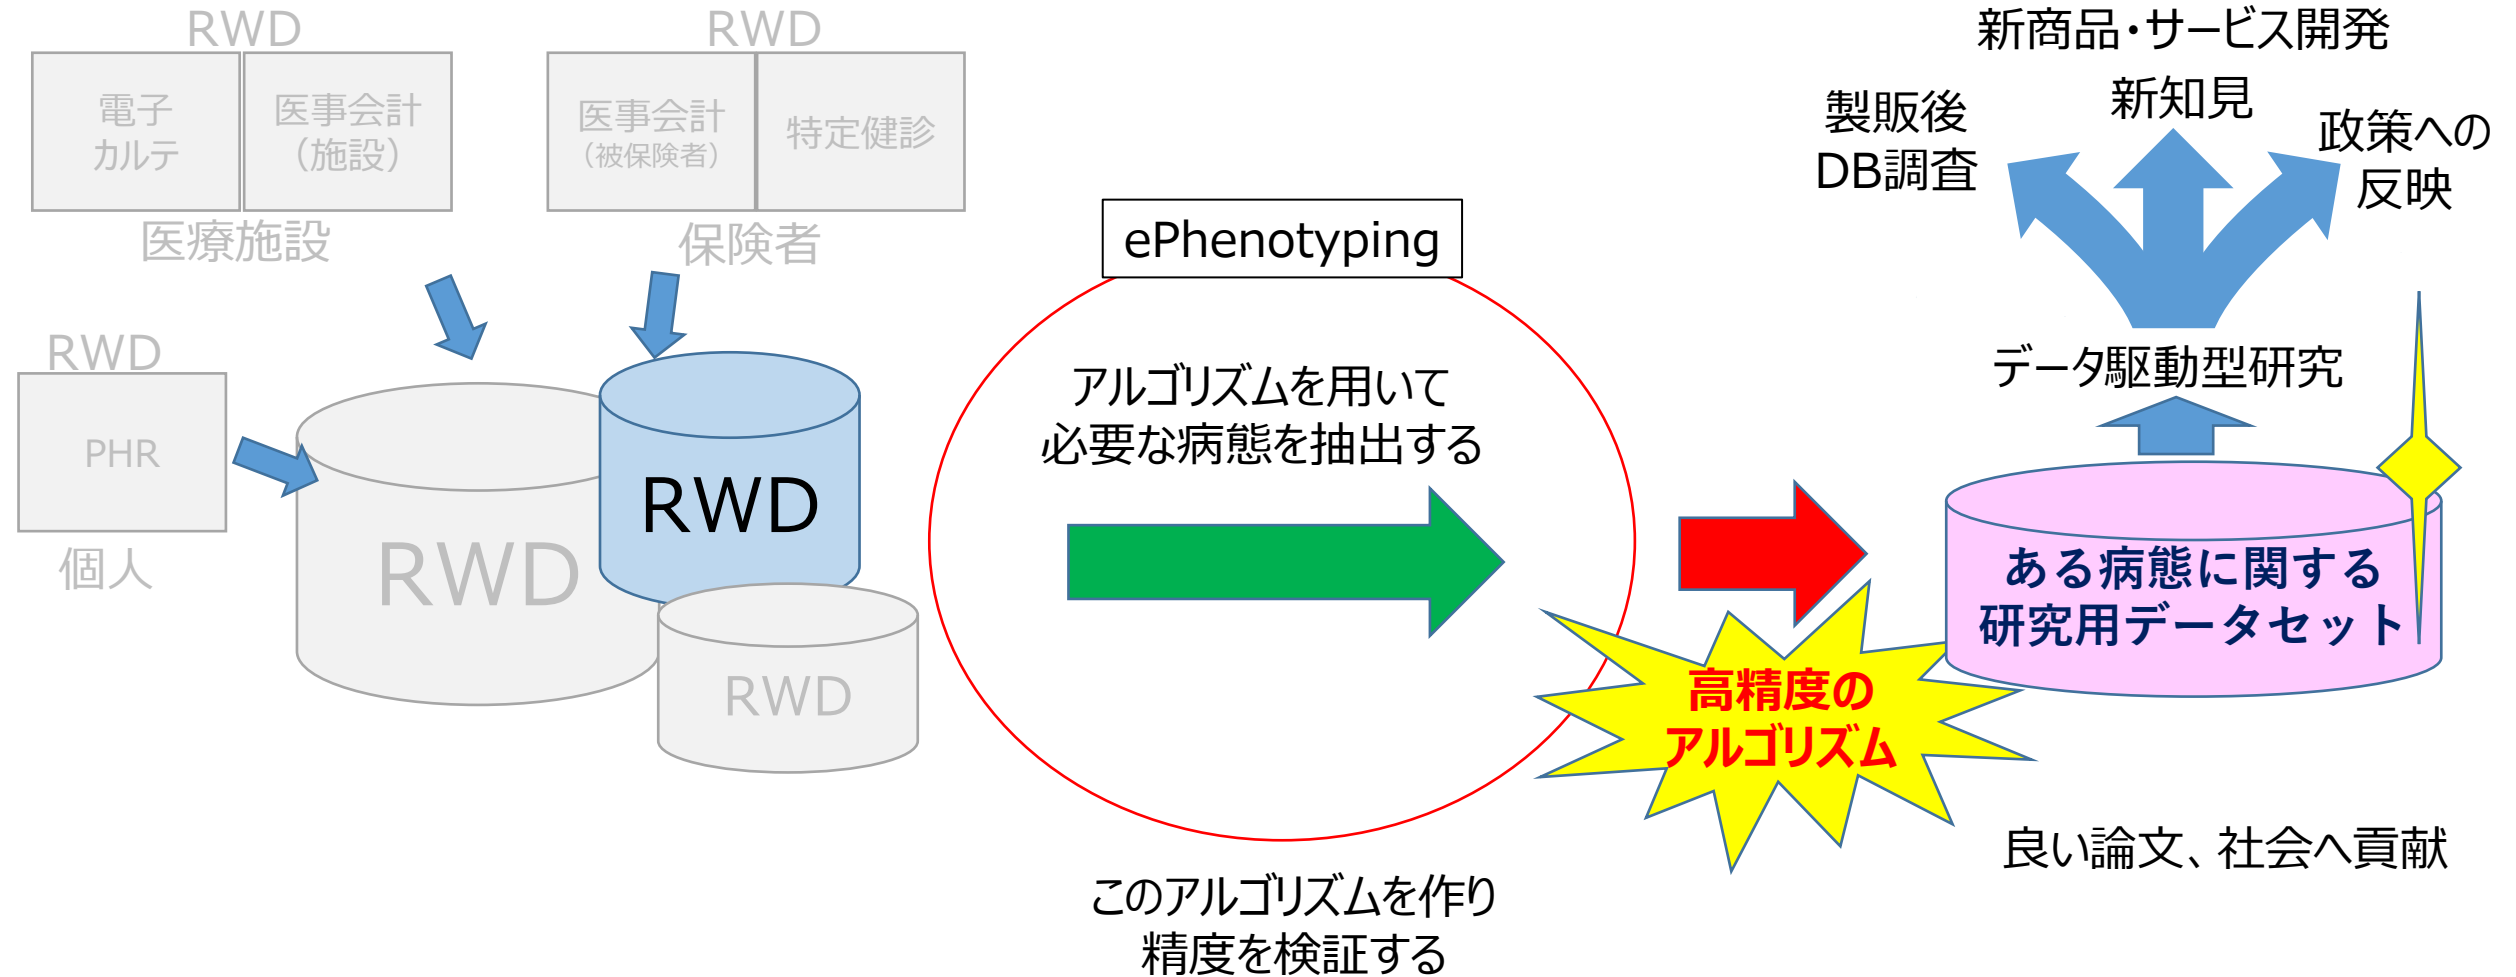 RWD
電子
カルテ
医事会計
（施設）
医療施設
RWD
医事会計
（被保険者）
特定健診
保険者
RWD
PHR
個人
RWD
RWD
RWD
ePhenotyping
アルゴリズムを用いて
必要な病態を抽出する
このアルゴリズムを作り
精度を検証する
高精度の
アルゴリズム
新商品・サービス開発
新知見
製販後
DB調査
政策への
反映
データ駆動型研究
ある病態に関する
研究用データセット
良い論文、社会へ貢献